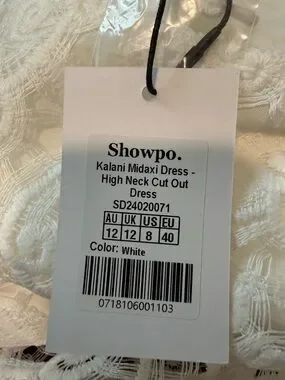 Showpo.
Kalani Midaxi Dress -
High Neck Cut Out
Dress
SD24020071
AU UK US EU
12 12 8 40
Color: White
0718106001103